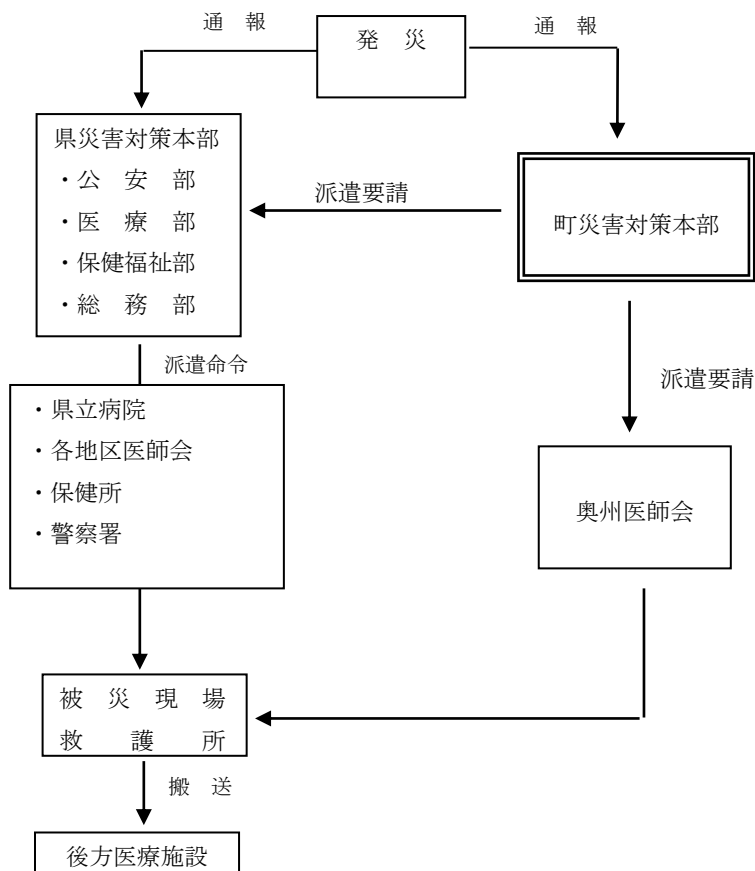 通　報
発　災
通　報
県災害対策本部
・公　安　部
・医　療　部
・保健福祉部
・総　務　部
派遣要請
町災害対策本部
派遣命令
派遣要請
・県立病院
・各地区医師会
・保健所
・警察署
奥州医師会
被　災　現　場
救　　護　　所
搬　送
後方医療施設